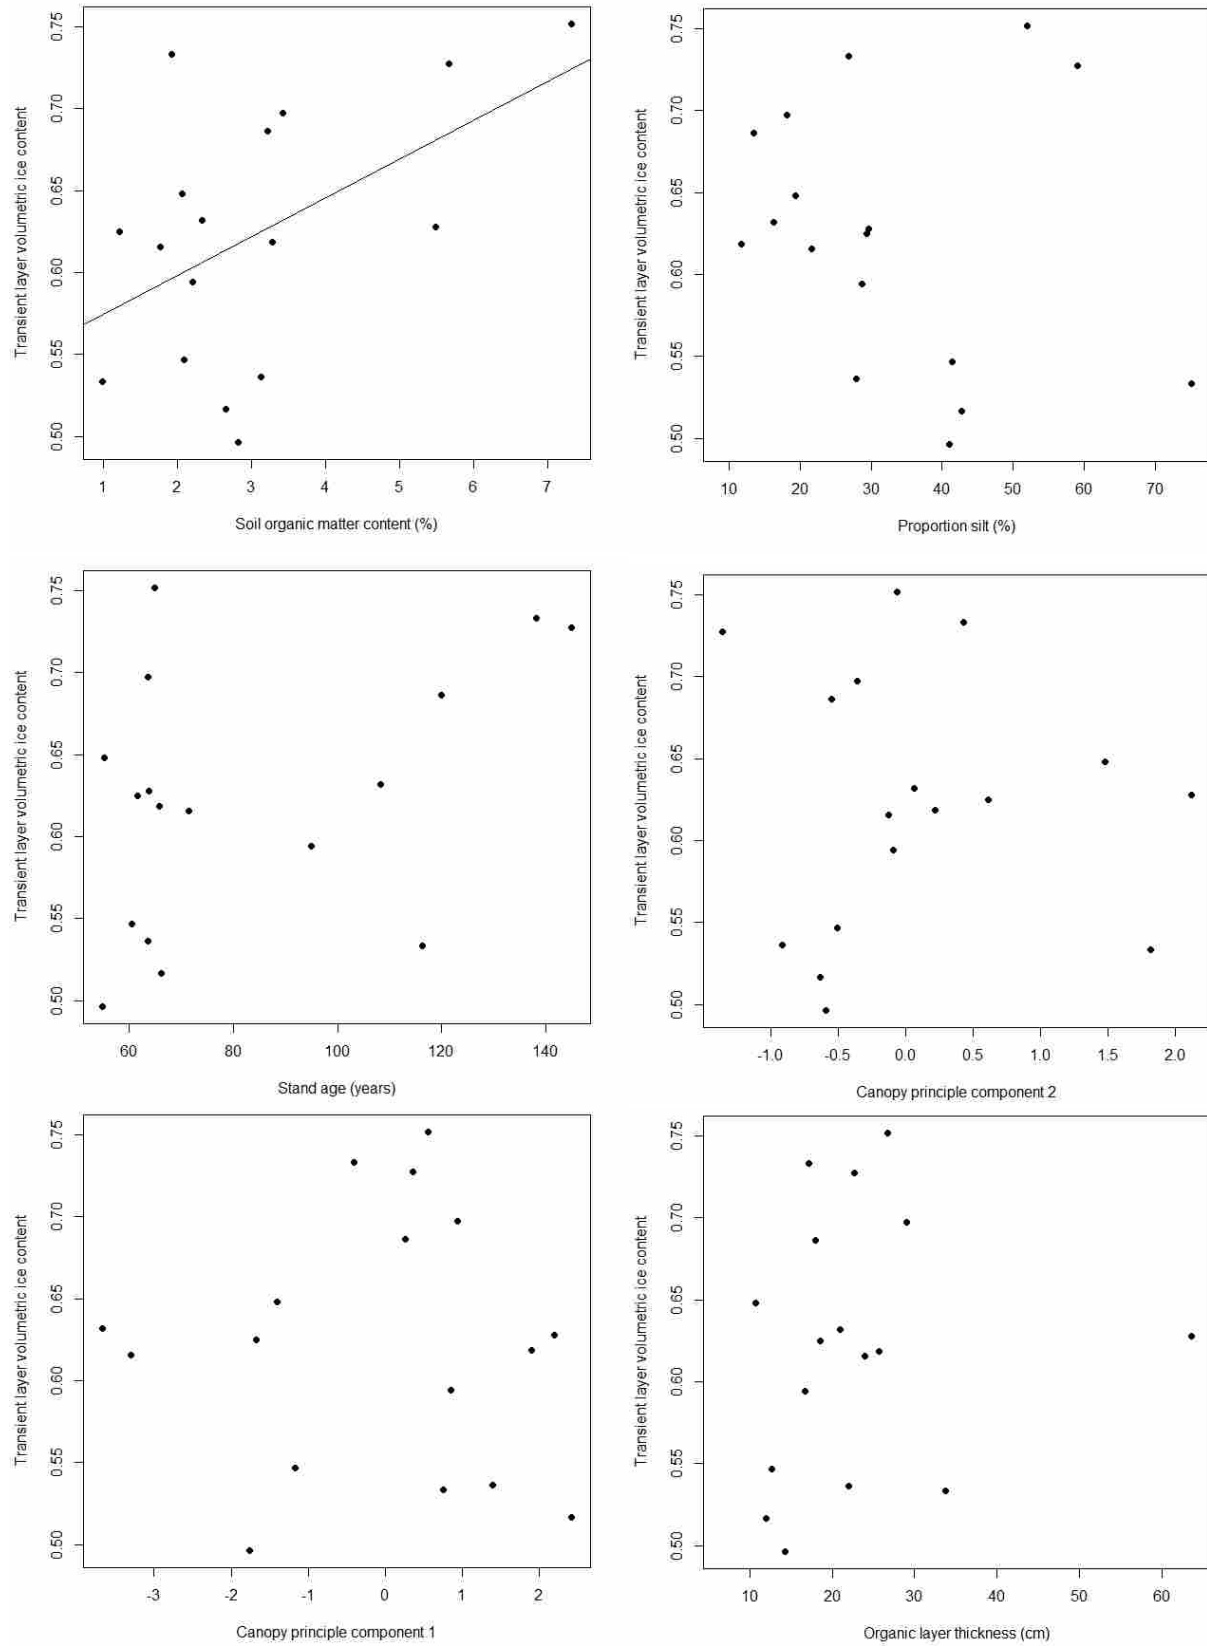 Transient layer volumetric ice content
0.50 0.55 0.60 0.65 0.70 0.75
1 2 3 4 5 6 7
Soil organic matter content (%)
Transient layer volumetric ice content
0.50 0.55 0.60 0.65 0.70 0.75
10 20 30 40 50 60 70
Proportion silt (%)
Transient layer volumetric ice content
0.50 0.55 0.60 0.65 0.70 0.75
60 80 100 120 140
Stand age (years)
Transient layer volumetric ice content
0.50 0.55 0.60 0.65 0.70 0.75
-1.0 -0.5 0.0 0.5 1.0 1.5 2.0
Canopy principle component 2
Transient layer volumetric ice content
0.50 0.55 0.60 0.65 0.70 0.75
-3 -2 -1 0 1 2
Canopy principle component 1
Transient layer volumetric ice content
0.50 0.55 0.60 0.65 0.70 0.75
10 20 30 40 50 60
Organic layer thickness (cm)